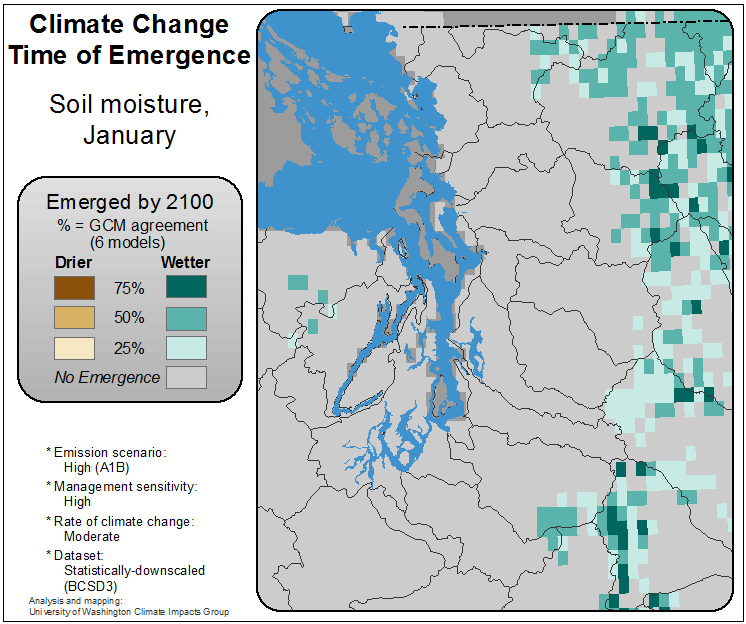 Climate Change
Time of Emergence
Soil moisture,
January
Emerged by 2100
% = GCM agreement
(6 models)
Drier Wetter
75%
50%
25%
No Emergence
* Emission scenario:
High (A1B)
* Management sensitivity:
High
* Rate of climate change:
Moderate
* Dataset:
Statistically-downscaled
(BCSD3)
Analysis and mapping:
University of Washington Climate Impacts Group